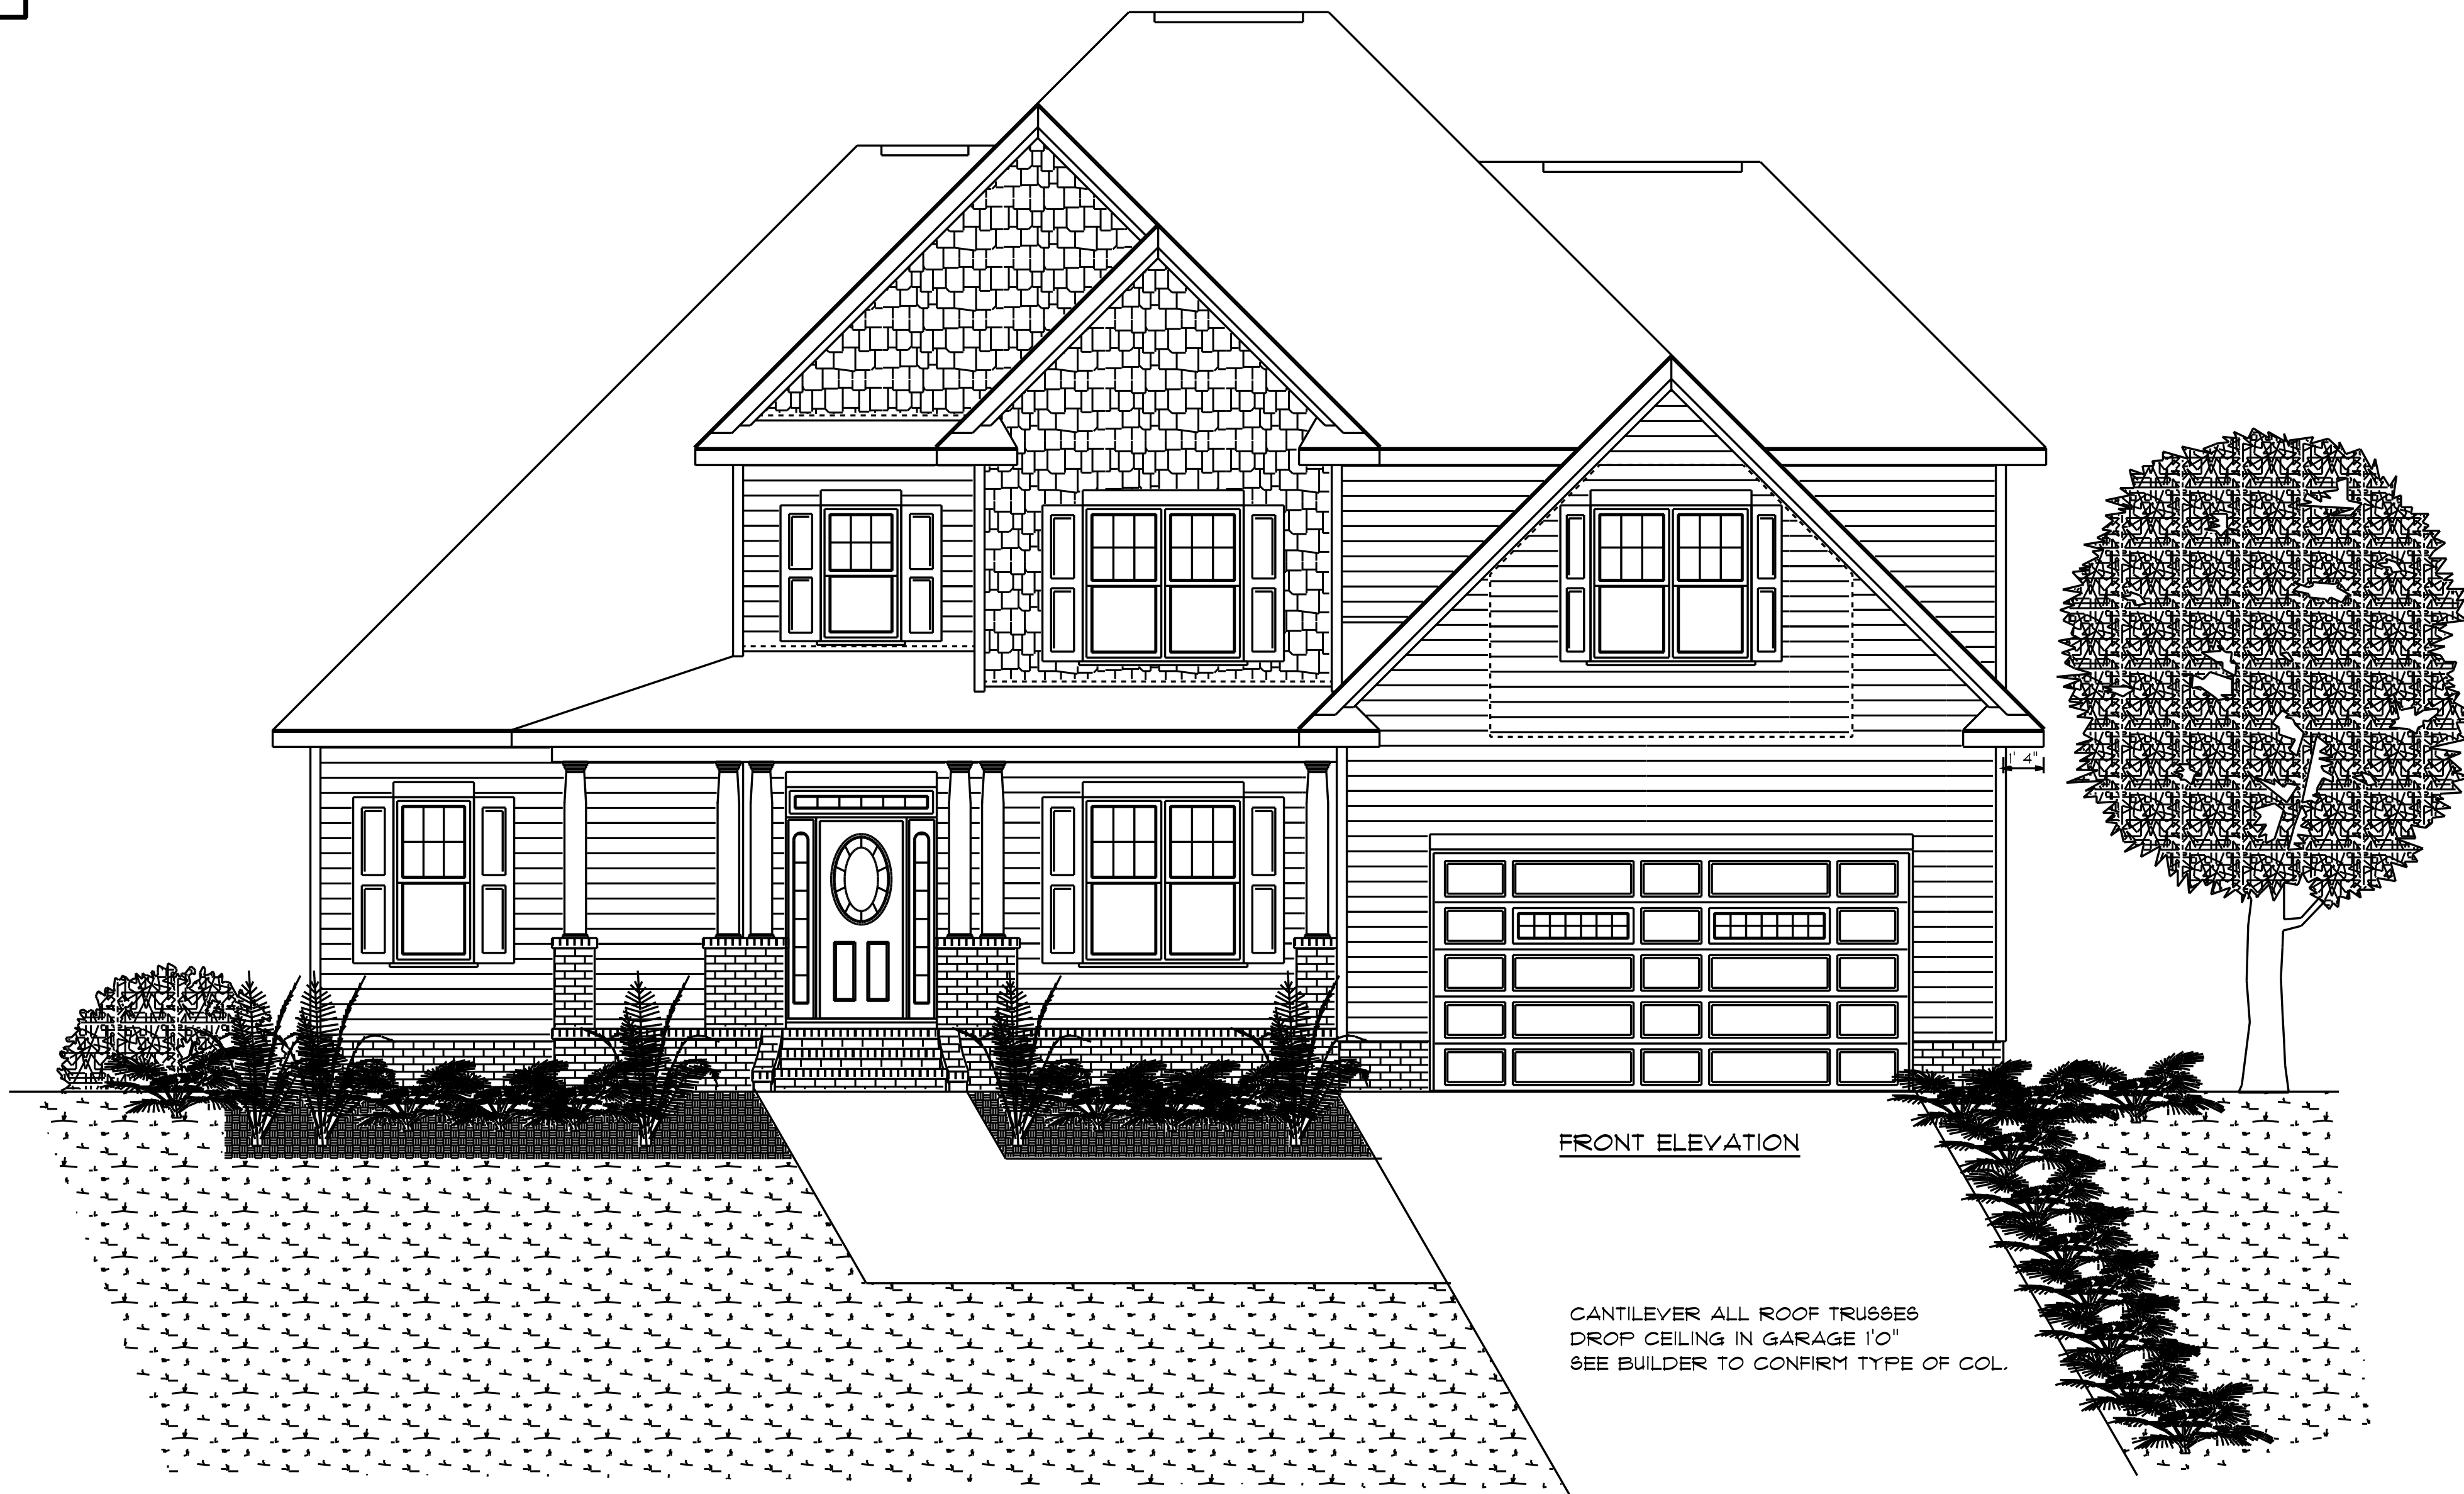 1' 4"
FRONT ELEVATION
CANTILEVER ALL ROOF TRUSSES
DROP CEILING IN GARAGE 1'0"
SEE BUILDER TO CONFIRM TYPE OF COL.